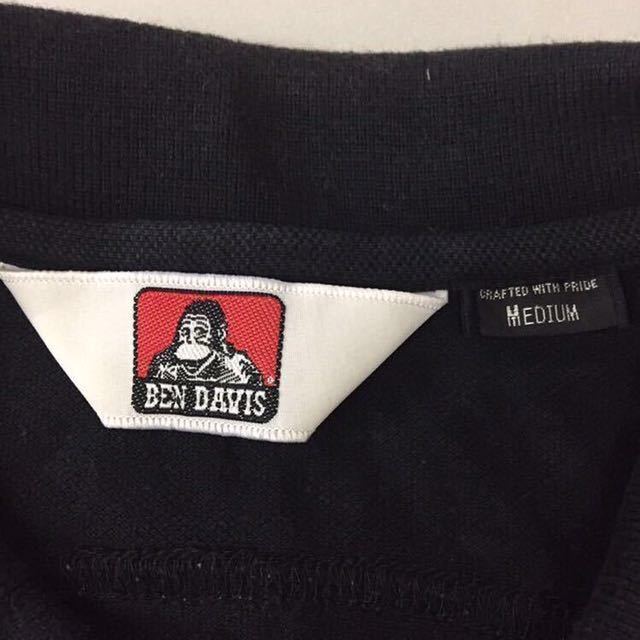 CRAFTED WITH PRIDE
MEDIUM
BEN DAVIS
®